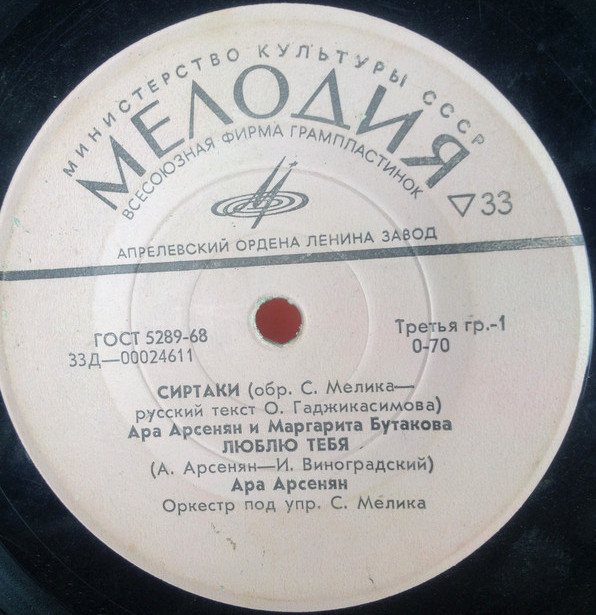 МИНИСТЕРСТВО КУЛЬТУРЫ СССР
МЕЛОДИЯ
ВСЕСОЮЗНАЯ ФИРМА ГРАМПЛАСТИНОК
33
АПРЕЛЕВСКИЙ ОРДЕНА ЛЕНИНА ЗАВОД
ГОСТ 5289-68
33Д—00024611
Третья гр.-1
0-70
СИРТАКИ (обр. С. Мелика—
русский текст О. Гаджикасимова)
Ара Арсенян и Маргарита Бутакова
ЛЮБЛЮ ТЕБЯ
(А. Арсенян—И. Виноградский)
Ара Арсенян
Оркестр под упр. С. Мелика